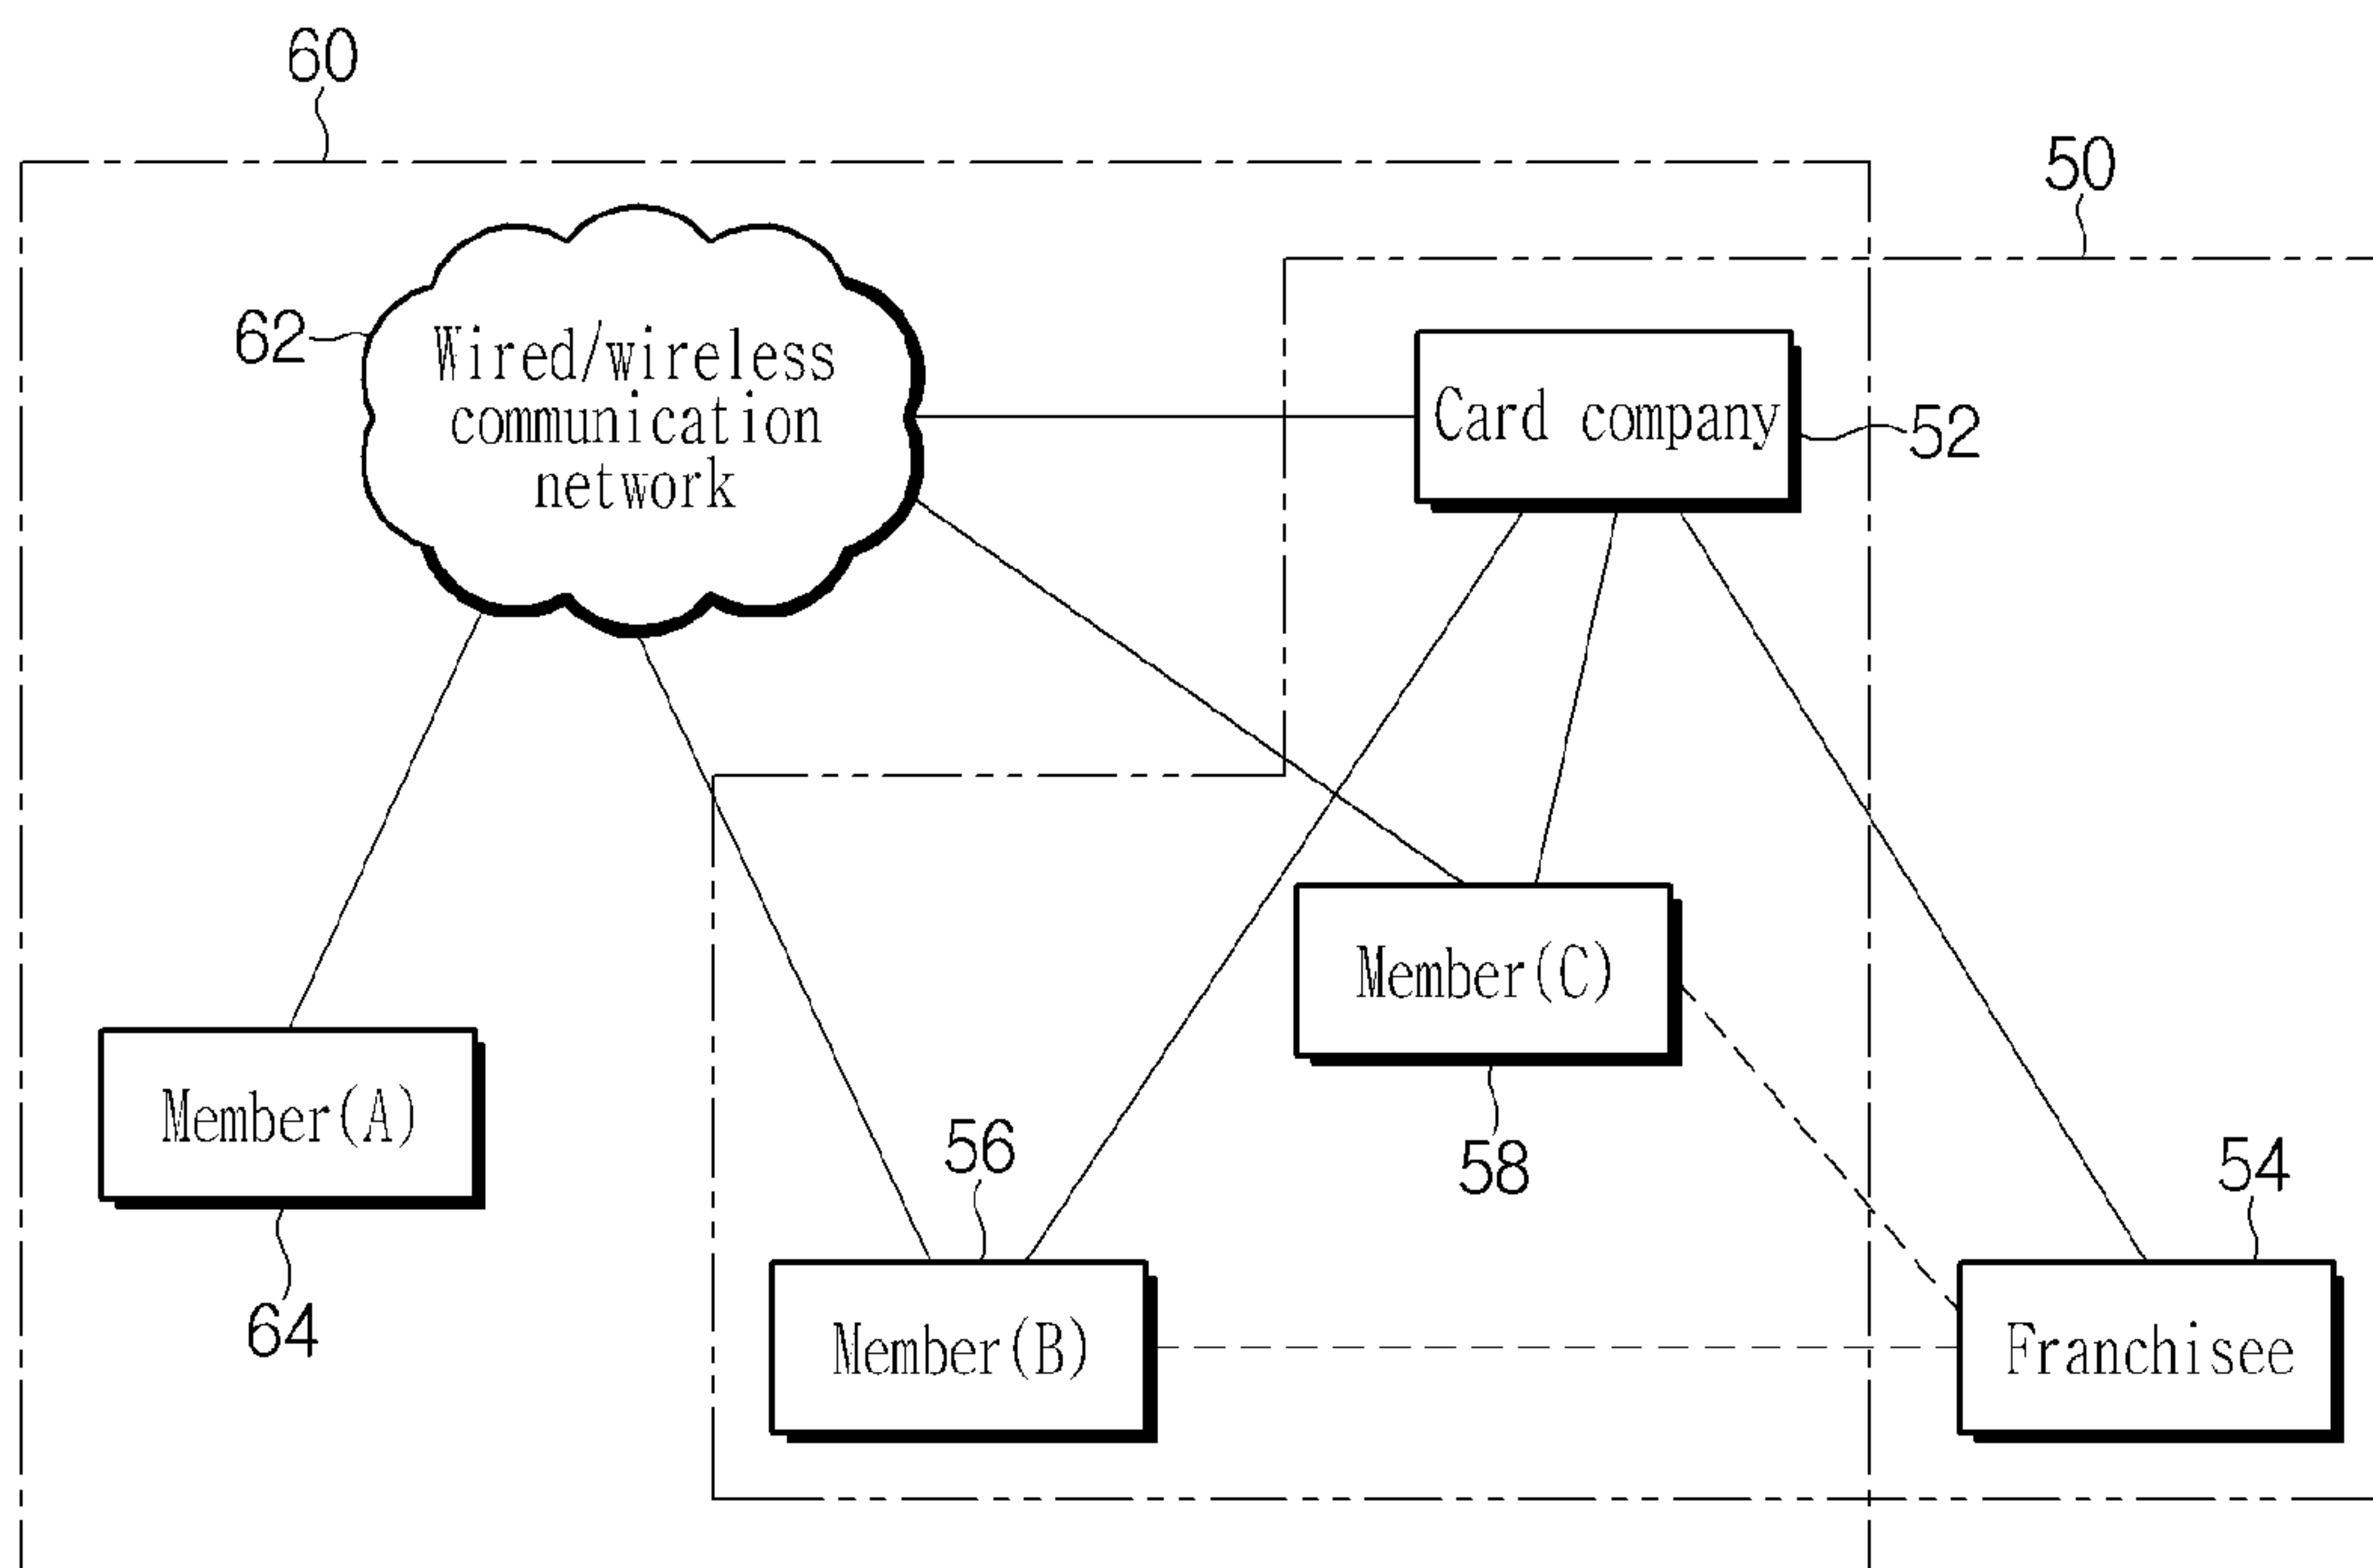 60
50
62
Wired/wireless
communication
network
Card company
52
Member(C)
Member(A)
56
58
54
64
Member(B)
Franchisee